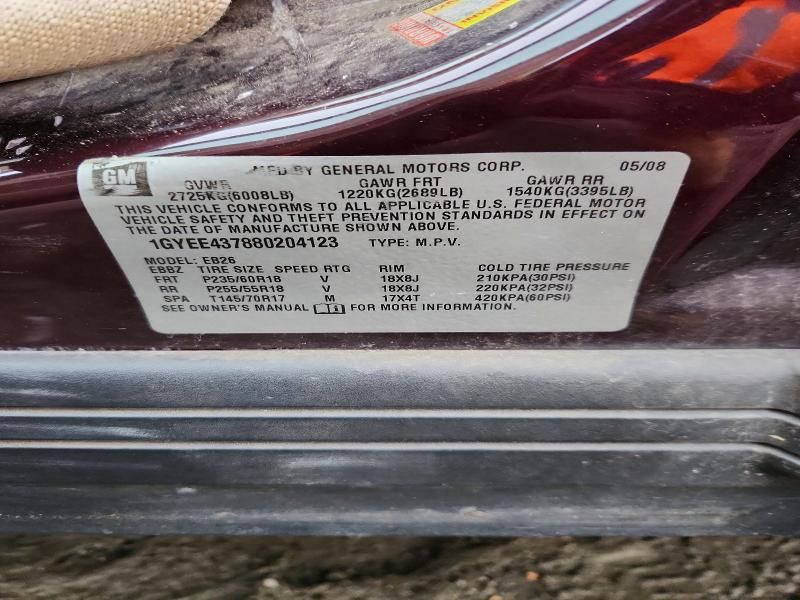 GM
MFD BY GENERAL MOTORS CORP. 05/08
GVWR GAWR FRT GAWR RR
2725KG(6008LB) 1220KG(2689LB) 1540KG(3395LB)
THIS VEHICLE CONFORMS TO ALL APPLICABLE U.S. FEDERAL MOTOR
VEHICLE SAFETY AND THEFT PREVENTION STANDARDS IN EFFECT ON
THE DATE OF MANUFACTURE SHOWN ABOVE.
1GYEE437880204123 TYPE: M.P.V.
MODEL: EB26
EBBZ TIRE SIZE SPEED RTG RIM COLD TIRE PRESSURE
FRT P235/60R18 V 18X8J 210KPA(30PSI)
RR P255/55R18 V 18X8J 220KPA(32PSI)
SPA T145/70R17 M 17X4T 420KPA(60PSI)
SEE OWNER'S MANUAL FOR MORE INFORMATION.